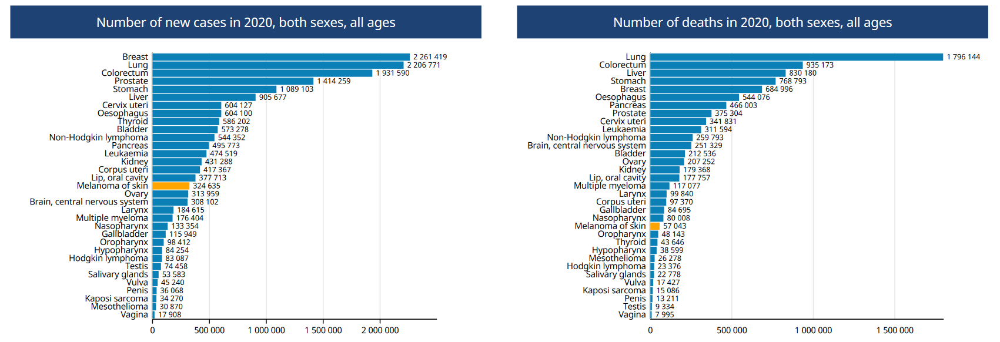 Number of new cases in 2020, both sexes, all ages
Breast 2 261 419
Lung 2 206 771
Colorectum 1 931 590
Prostate 1 414 259
Stomach 1 089 103
Liver 905 677
Cervix uteri 604 127
Oesophagus 604 100
Thyroid 586 202
Bladder 573 278
Non-Hodgkin lymphoma 544 352
Pancreas 495 773
Leukaemia 474 519
Kidney 431 288
Corpus uteri 417 367
Lip, oral cavity 377 713
Melanoma of skin 324 635
Ovary 313 959
Brain, central nervous system 308 102
Larynx 184 615
Multiple myeloma 176 404
Nasopharynx 133 354
Gallbladder 115 949
Oropharynx 98 412
Hypopharynx 84 254
Hodgkin lymphoma 83 087
Testis 74 458
Salivary glands 53 583
Vulva 45 240
Penis 36 068
Kaposi sarcoma 34 270
Mesothelioma 30 870
Vagina 17 908
0 500 000 1 000 000 1 500 000 2 000 000
Number of deaths in 2020, both sexes, all ages
Lung 1 796 144
Colorectum 935 173
Liver 830 180
Stomach 768 793
Breast 684 996
Oesophagus 544 076
Pancreas 466 003
Prostate 375 304
Cervix uteri 341 831
Leukaemia 311 594
Non-Hodgkin lymphoma 259 793
Brain, central nervous system 251 329
Bladder 212 536
Ovary 207 252
Kidney 179 368
Lip, oral cavity 177 757
Multiple myeloma 117 077
Larynx 99 840
Corpus uteri 97 370
Gallbladder 84 695
Nasopharynx 80 008
Melanoma of skin 57 043
Oropharynx 48 143
Thyroid 43 646
Hypopharynx 38 599
Mesothelioma 26 278
Hodgkin lymphoma 23 376
Salivary glands 22 778
Vulva 17 427
Kaposi sarcoma 15 086
Penis 13 211
Testis 9 334
Vagina 7 995
0 500 000 1 000 000 1 500 000